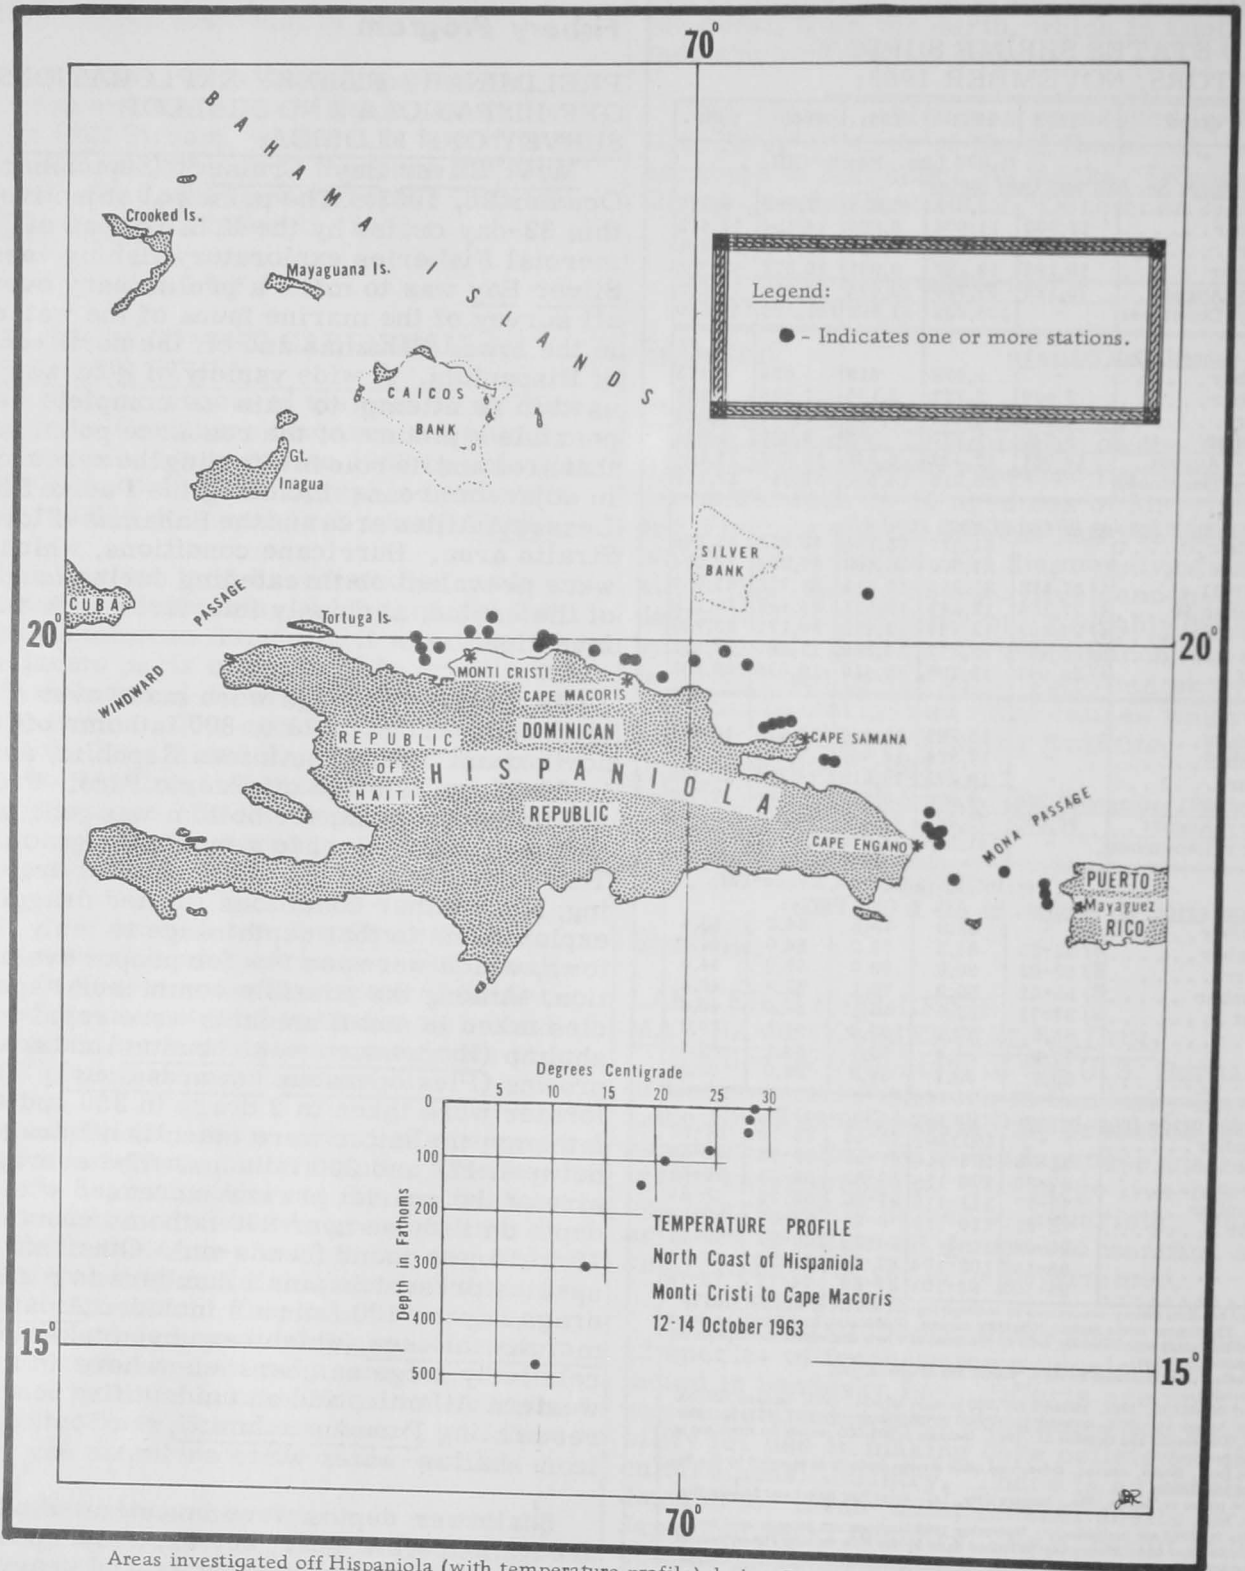 70°
BAHAMA ISLANDS
Crooked Is.
Mayaguana Is.
Legend:
- Indicates one or more stations.
CAICOS
BANK
Gt.
Inagua
SILVER
BANK
CUBA
WINDWARD PASSAGE
Tortuga Is.
20°
20°
MONTI CRISTI
CAPE MACORIS
DOMINICAN
REPUBLIC
OF
HAITI
HISPANIOLA
REPUBLIC
CAPE SAMANA
CAPE ENGANO
MONA PASSAGE
PUERTO
Mayaguez
RICO
Degrees Centigrade
5 10 15 20 25 30
0
100
200
300
400
500
Depth in Fathoms
TEMPERATURE PROFILE
North Coast of Hispaniola
Monti Cristi to Cape Macoris
12-14 October 1963
15°
15°
70°
Areas investigated off Hispaniola (with temperature profile)